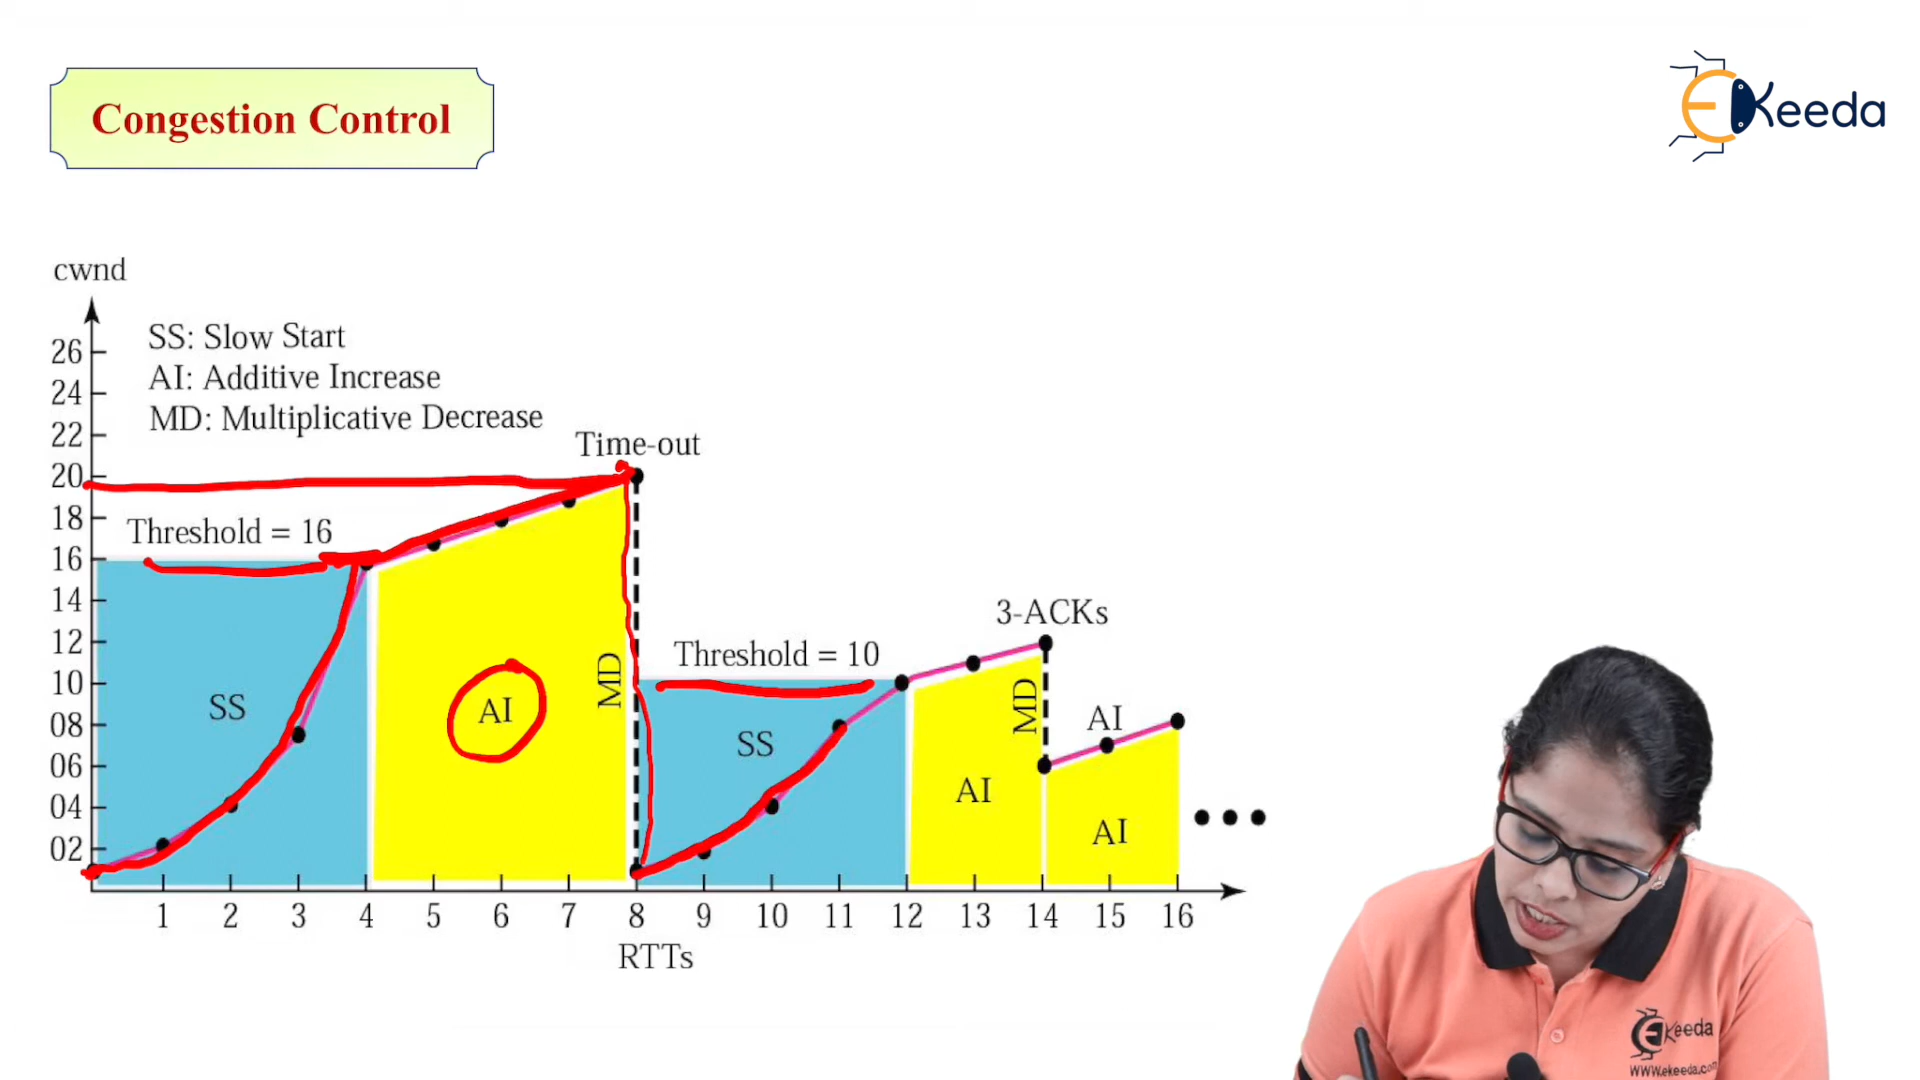 Congestion Control
EKeeda
cwnd
SS: Slow Start
AI: Additive Increase
MD: Multiplicative Decrease
26
24
22
20
18
16
14
12
10
08
06
04
02
Time-out
Threshold = 16
SS
AI
MD
Threshold = 10
SS
3-ACKs
AI
MD
AI
AI
1 2 3 4 5 6 7 8 9 10 11 12 13 14 15 16
RTTs
EKeeda
www.ekeeda.com